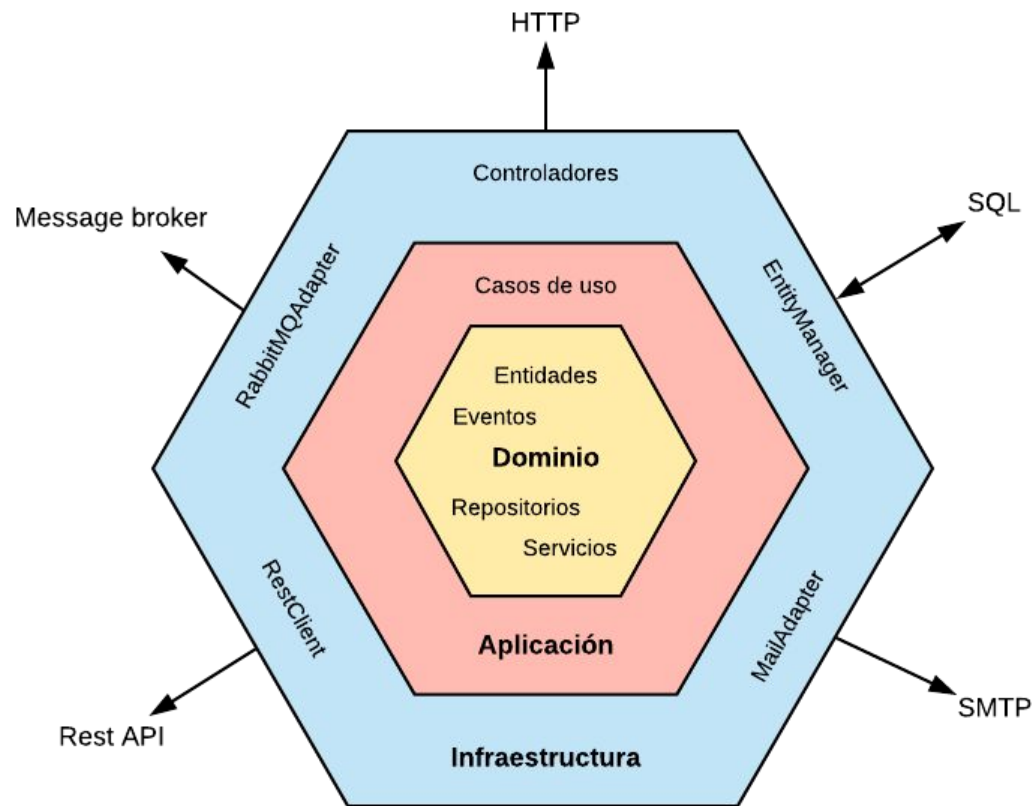 HTTP
Controladores
Message broker
SQL
RabbitMQAdapter
EntityManager
Casos de uso
Entidades
Eventos
Dominio
Repositorios
Servicios
RestClient
MailAdapter
Aplicación
Rest API
SMTP
Infraestructura